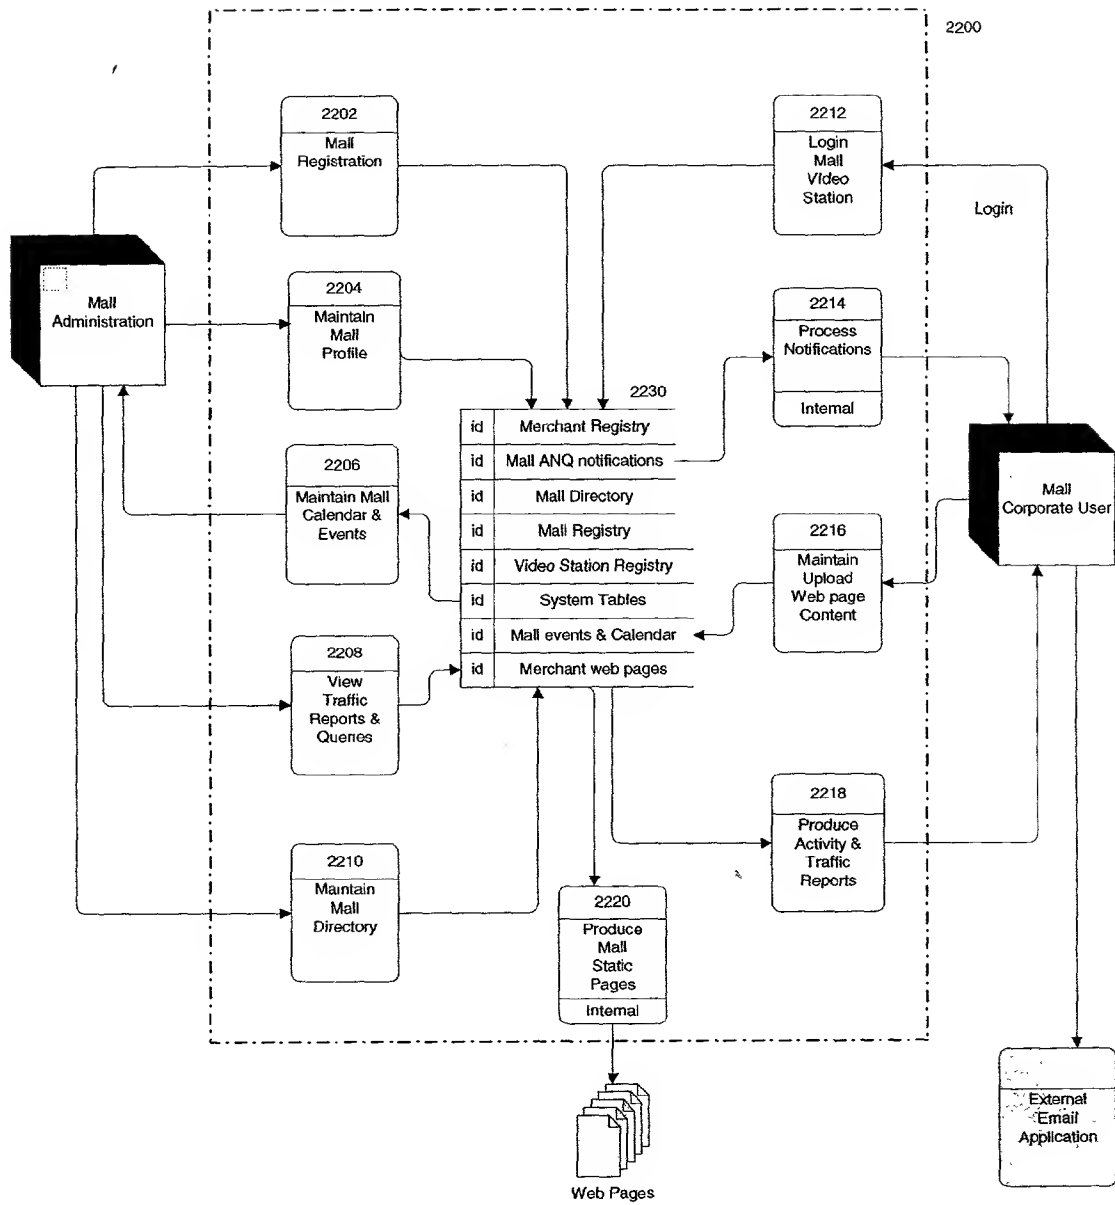 2200
2202
Mall
Registration
2212
Login
Mall
Video
Station
Login
Mall
Administration
2204
Maintain
Mall
Profile
2214
Process
Notifications
Internal
2230
id Merchant Registry
id Mall ANQ notifications
id Mall Directory
id Mall Registry
id Video Station Registry
id System Tables
id Mall events & Calendar
id Merchant web pages
2206
Maintain Mall
Calendar &
Events
Mall
Corporate User
2216
Maintain
Upload
Web page
Content
2208
View
Traffic
Reports &
Queries
2218
Produce
Activity &
Traffic
Reports
2210
Maintain
Mall
Directory
2220
Produce
Mall
Static
Pages
Internal
External
Email
Application
Web Pages